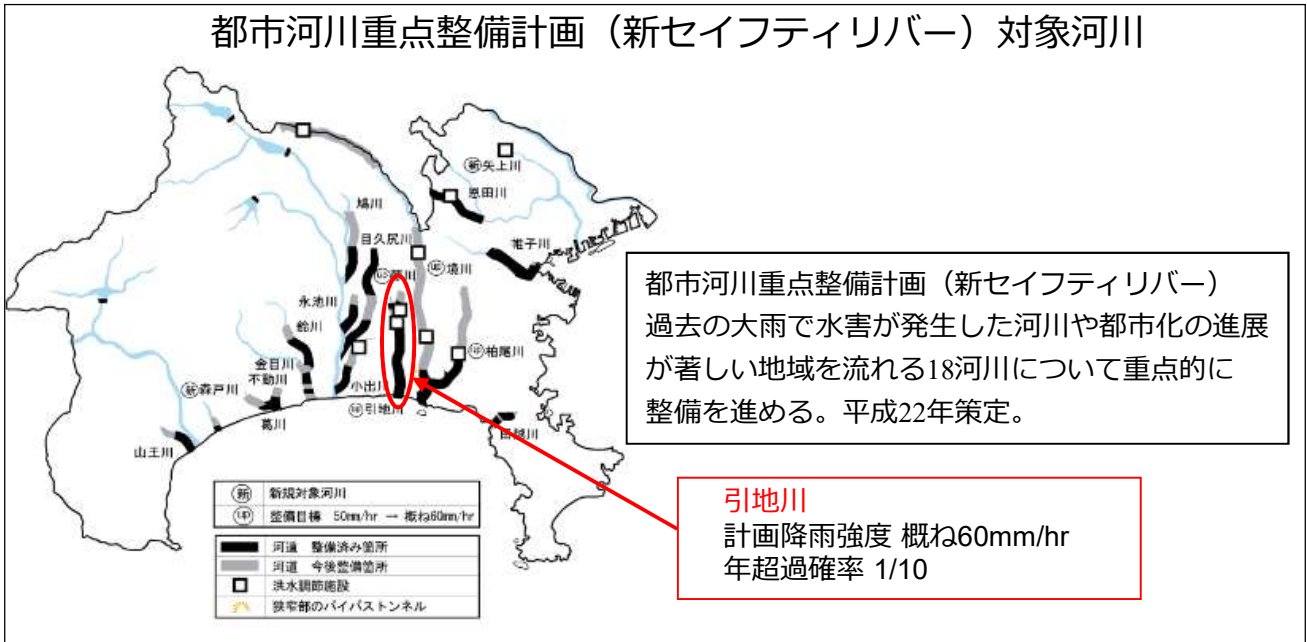 都市河川重点整備計画（新セイフティリバー）対象河川
新 矢上川
恩田川
鳩川
目久尻川
帷子川
UP 境川
永池川
鈴川
UP 柏尾川
金目川
不動川
新 森戸川
小出川
UP 引地川
葛川
山王川
都市河川重点整備計画（新セイフティリバー）
過去の大雨で水害が発生した河川や都市化の進展
が著しい地域を流れる18河川について重点的に
整備を進める。平成22年策定。
引地川
計画降雨強度 概ね60mm/hr
年超過確率 1/10
新 新規対象河川
UP 整備目標 50mm/hr → 概ね60mm/hr
河道 整備済み箇所
河道 今後整備箇所
洪水調節施設
狭窄部のバイパストンネル